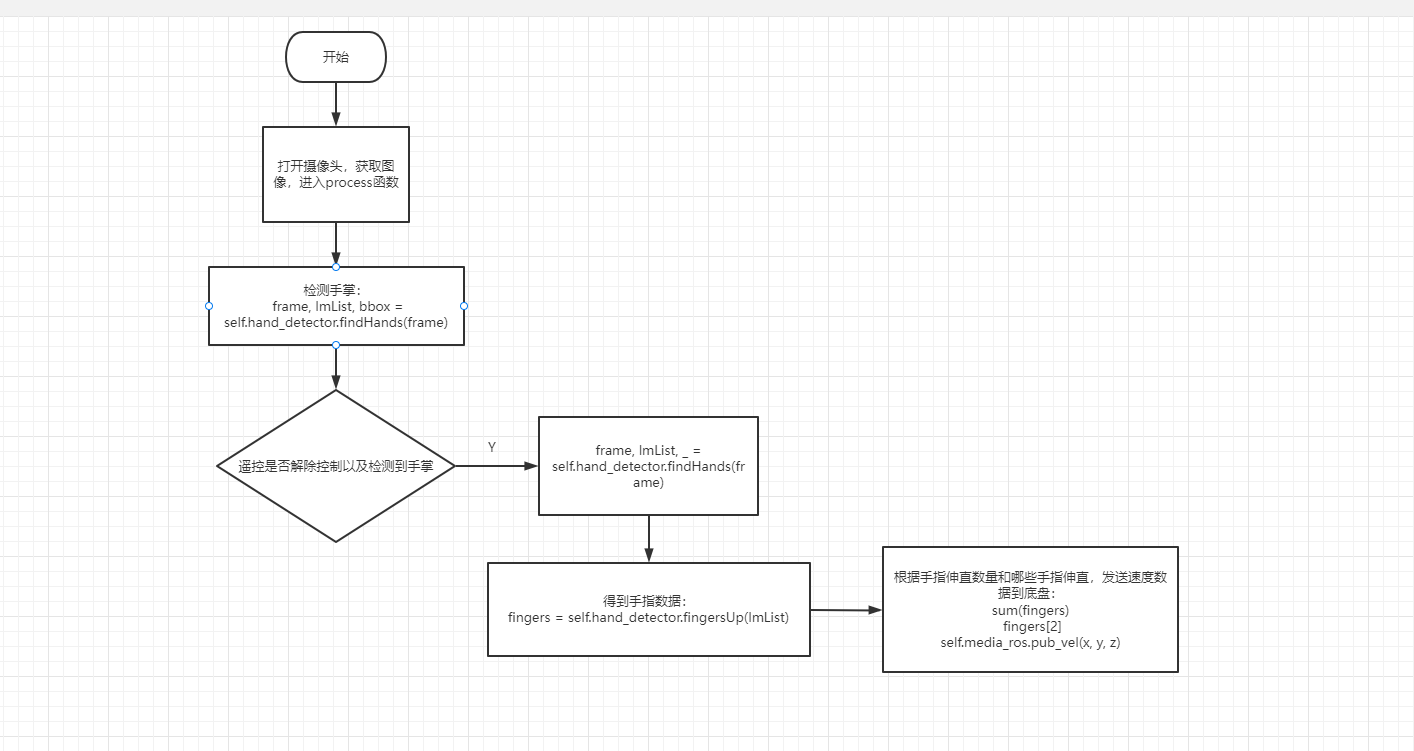 开始
打开摄像头，获取图
像，进入process函数
检测手掌：
frame, lmList, bbox =
self.hand_detector.findHands(frame)
遥控是否解除控制以及检测到手掌
Y
frame, lmList, _ =
self.hand_detector.findHands(fr
ame)
得到手指数据：
fingers = self.hand_detector.fingersUp(lmList)
根据手指伸直数量和哪些手指伸直，发送速度数
据到底盘：
sum(fingers)
fingers[2]
self.media_ros.pub_vel(x, y, z)